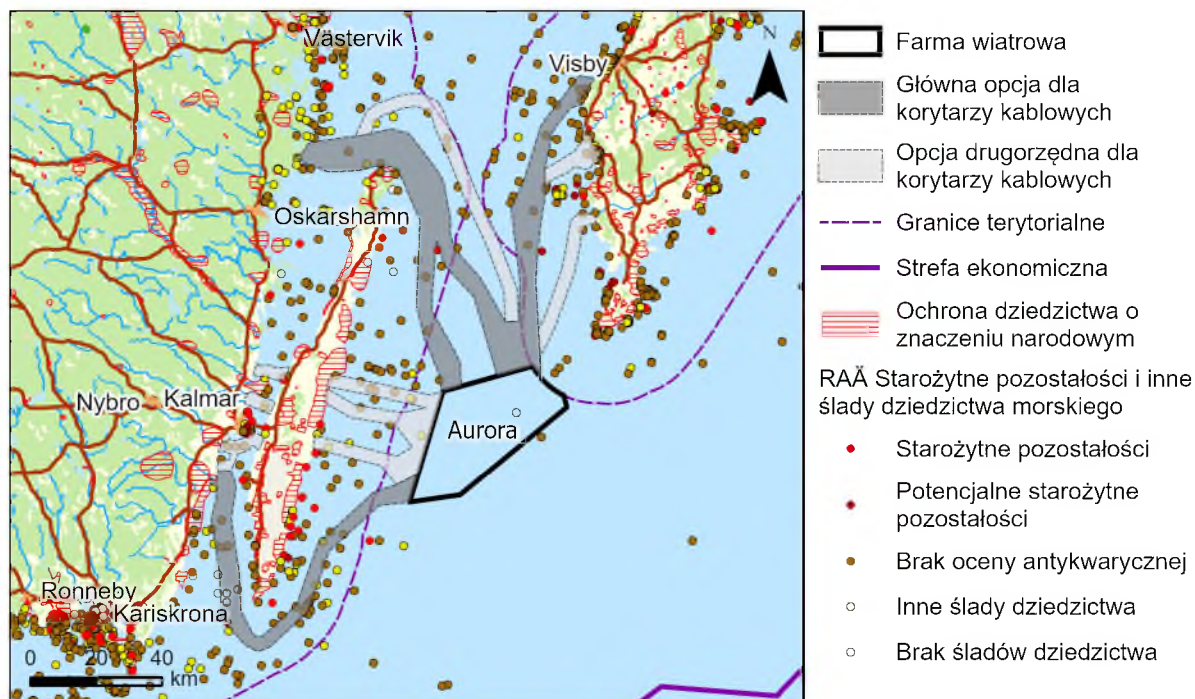 Västervik
Visby
N
Oskarshamn
Nybro
Kalmar
Aurora
Ronneby
Kariskrona
0 20 40
km
Farma wiatrowa
Główna opcja dla
korytarzy kablowych
Opcja drugorzędna dla
korytarzy kablowych
Granice terytorialne
Strefa ekonomiczna
Ochrona dziedzictwa o
znaczeniu narodowym
RAÄ Starożytne pozostałości i inne
ślady dziedzictwa morskiego
Starożytne pozostałości
Potencjalne starożytne
pozostałości
Brak oceny antykwarycznej
Inne ślady dziedzictwa
Brak śladów dziedzictwa